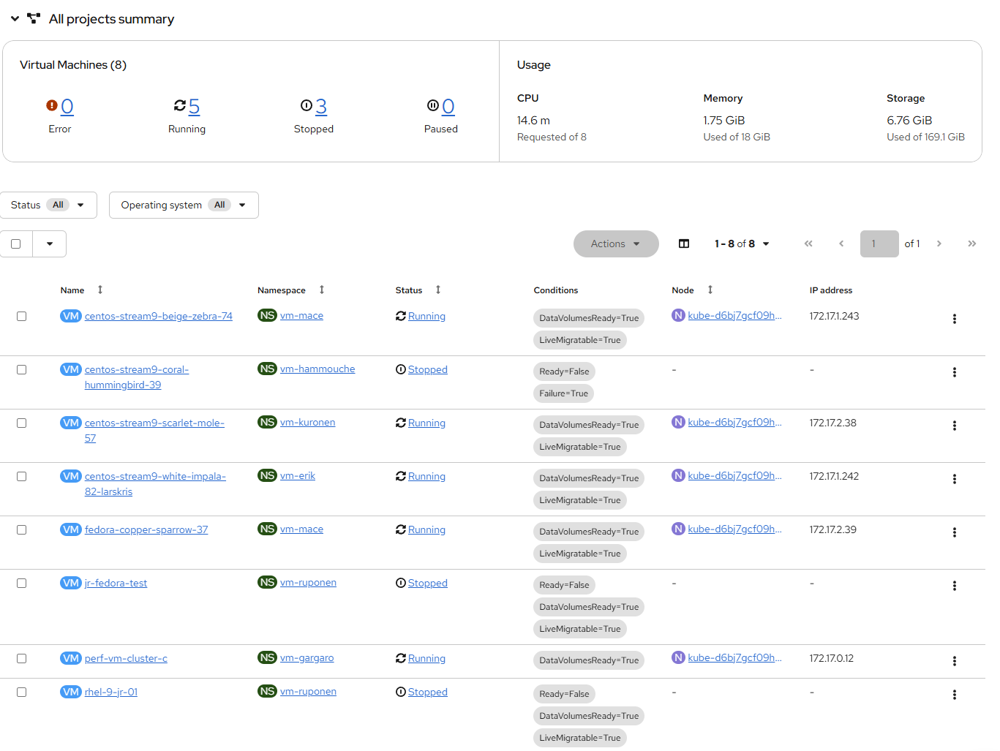 All projects summary
Virtual Machines (8)
0
Error
5
Running
3
Stopped
0
Paused
Usage
CPU
14.6 m
Requested of 8
Memory
1.75 GiB
Used of 18 GiB
Storage
6.76 GiB
Used of 169.1 GiB
Status All
Operating system All
Actions
1 - 8 of 8
1 of 1
Name Namespace Status Conditions Node IP address
VM centos-stream9-beige-zebra-74 NS vm-mace Running DataVolumesReady=True N kube-d6bj7gcf09h... 172.17.1.243
LiveMigratable=True
VM centos-stream9-coral- NS vm-hammouche Stopped Ready=False - -
hummingbird-39 Failure=True
VM centos-stream9-scarlet-mole- NS vm-kuronen Running DataVolumesReady=True N kube-d6bj7gcf09h... 172.17.2.38
57 LiveMigratable=True
VM centos-stream9-white-impala- NS vm-erik Running DataVolumesReady=True N kube-d6bj7gcf09h... 172.17.1.242
82-larskris LiveMigratable=True
VM fedora-copper-sparrow-37 NS vm-mace Running DataVolumesReady=True N kube-d6bj7gcf09h... 172.17.2.39
LiveMigratable=True
VM jr-fedora-test NS vm-ruponen Stopped Ready=False - -
DataVolumesReady=True
LiveMigratable=True
VM perf-vm-cluster-c NS vm-gargaro Running DataVolumesReady=True N kube-d6bj7gcf09h... 172.17.0.12
VM rhel-9-jr-01 NS vm-ruponen Stopped Ready=False - -
DataVolumesReady=True
LiveMigratable=True